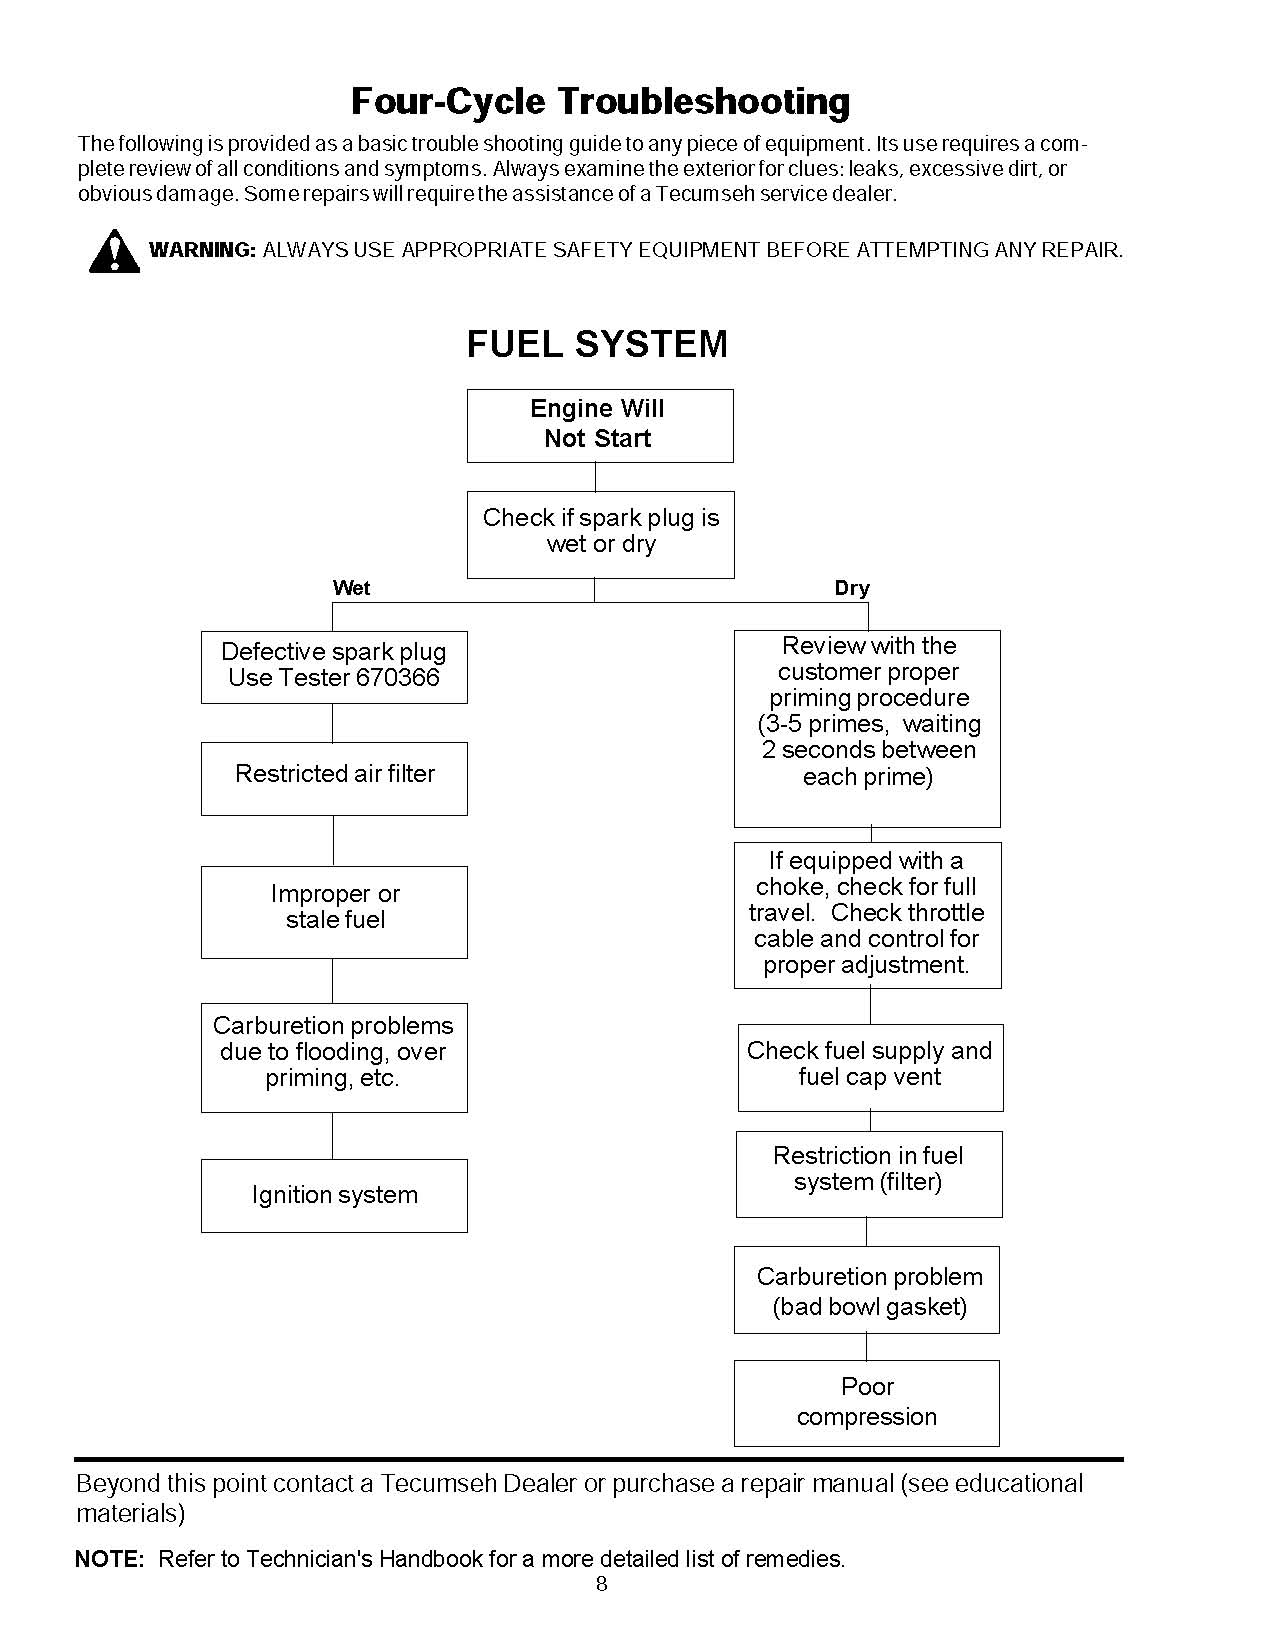 Four-Cycle Troubleshooting
The following is provided as a basic trouble shooting guide to any piece of equipment. Its use requires a com-
plete review of all conditions and symptoms. Always examine the exterior for clues: leaks, excessive dirt, or
obvious damage. Some repairs will require the assistance of a Tecumseh service dealer.
WARNING: ALWAYS USE APPROPRIATE SAFETY EQUIPMENT BEFORE ATTEMPTING ANY REPAIR.
FUEL SYSTEM
Engine Will
Not Start
Check if spark plug is
wet or dry
Wet
Defective spark plug
Use Tester 670366
Restricted air filter
Improper or
stale fuel
Carburetion problems
due to flooding, over
priming, etc.
Ignition system
Dry
Review with the
customer proper
priming procedure
(3-5 primes, waiting
2 seconds between
each prime)
If equipped with a
choke, check for full
travel. Check throttle
cable and control for
proper adjustment.
Check fuel supply and
fuel cap vent
Restriction in fuel
system (filter)
Carburetion problem
(bad bowl gasket)
Poor
compression
Beyond this point contact a Tecumseh Dealer or purchase a repair manual (see educational
materials)
NOTE: Refer to Technician's Handbook for a more detailed list of remedies.
8